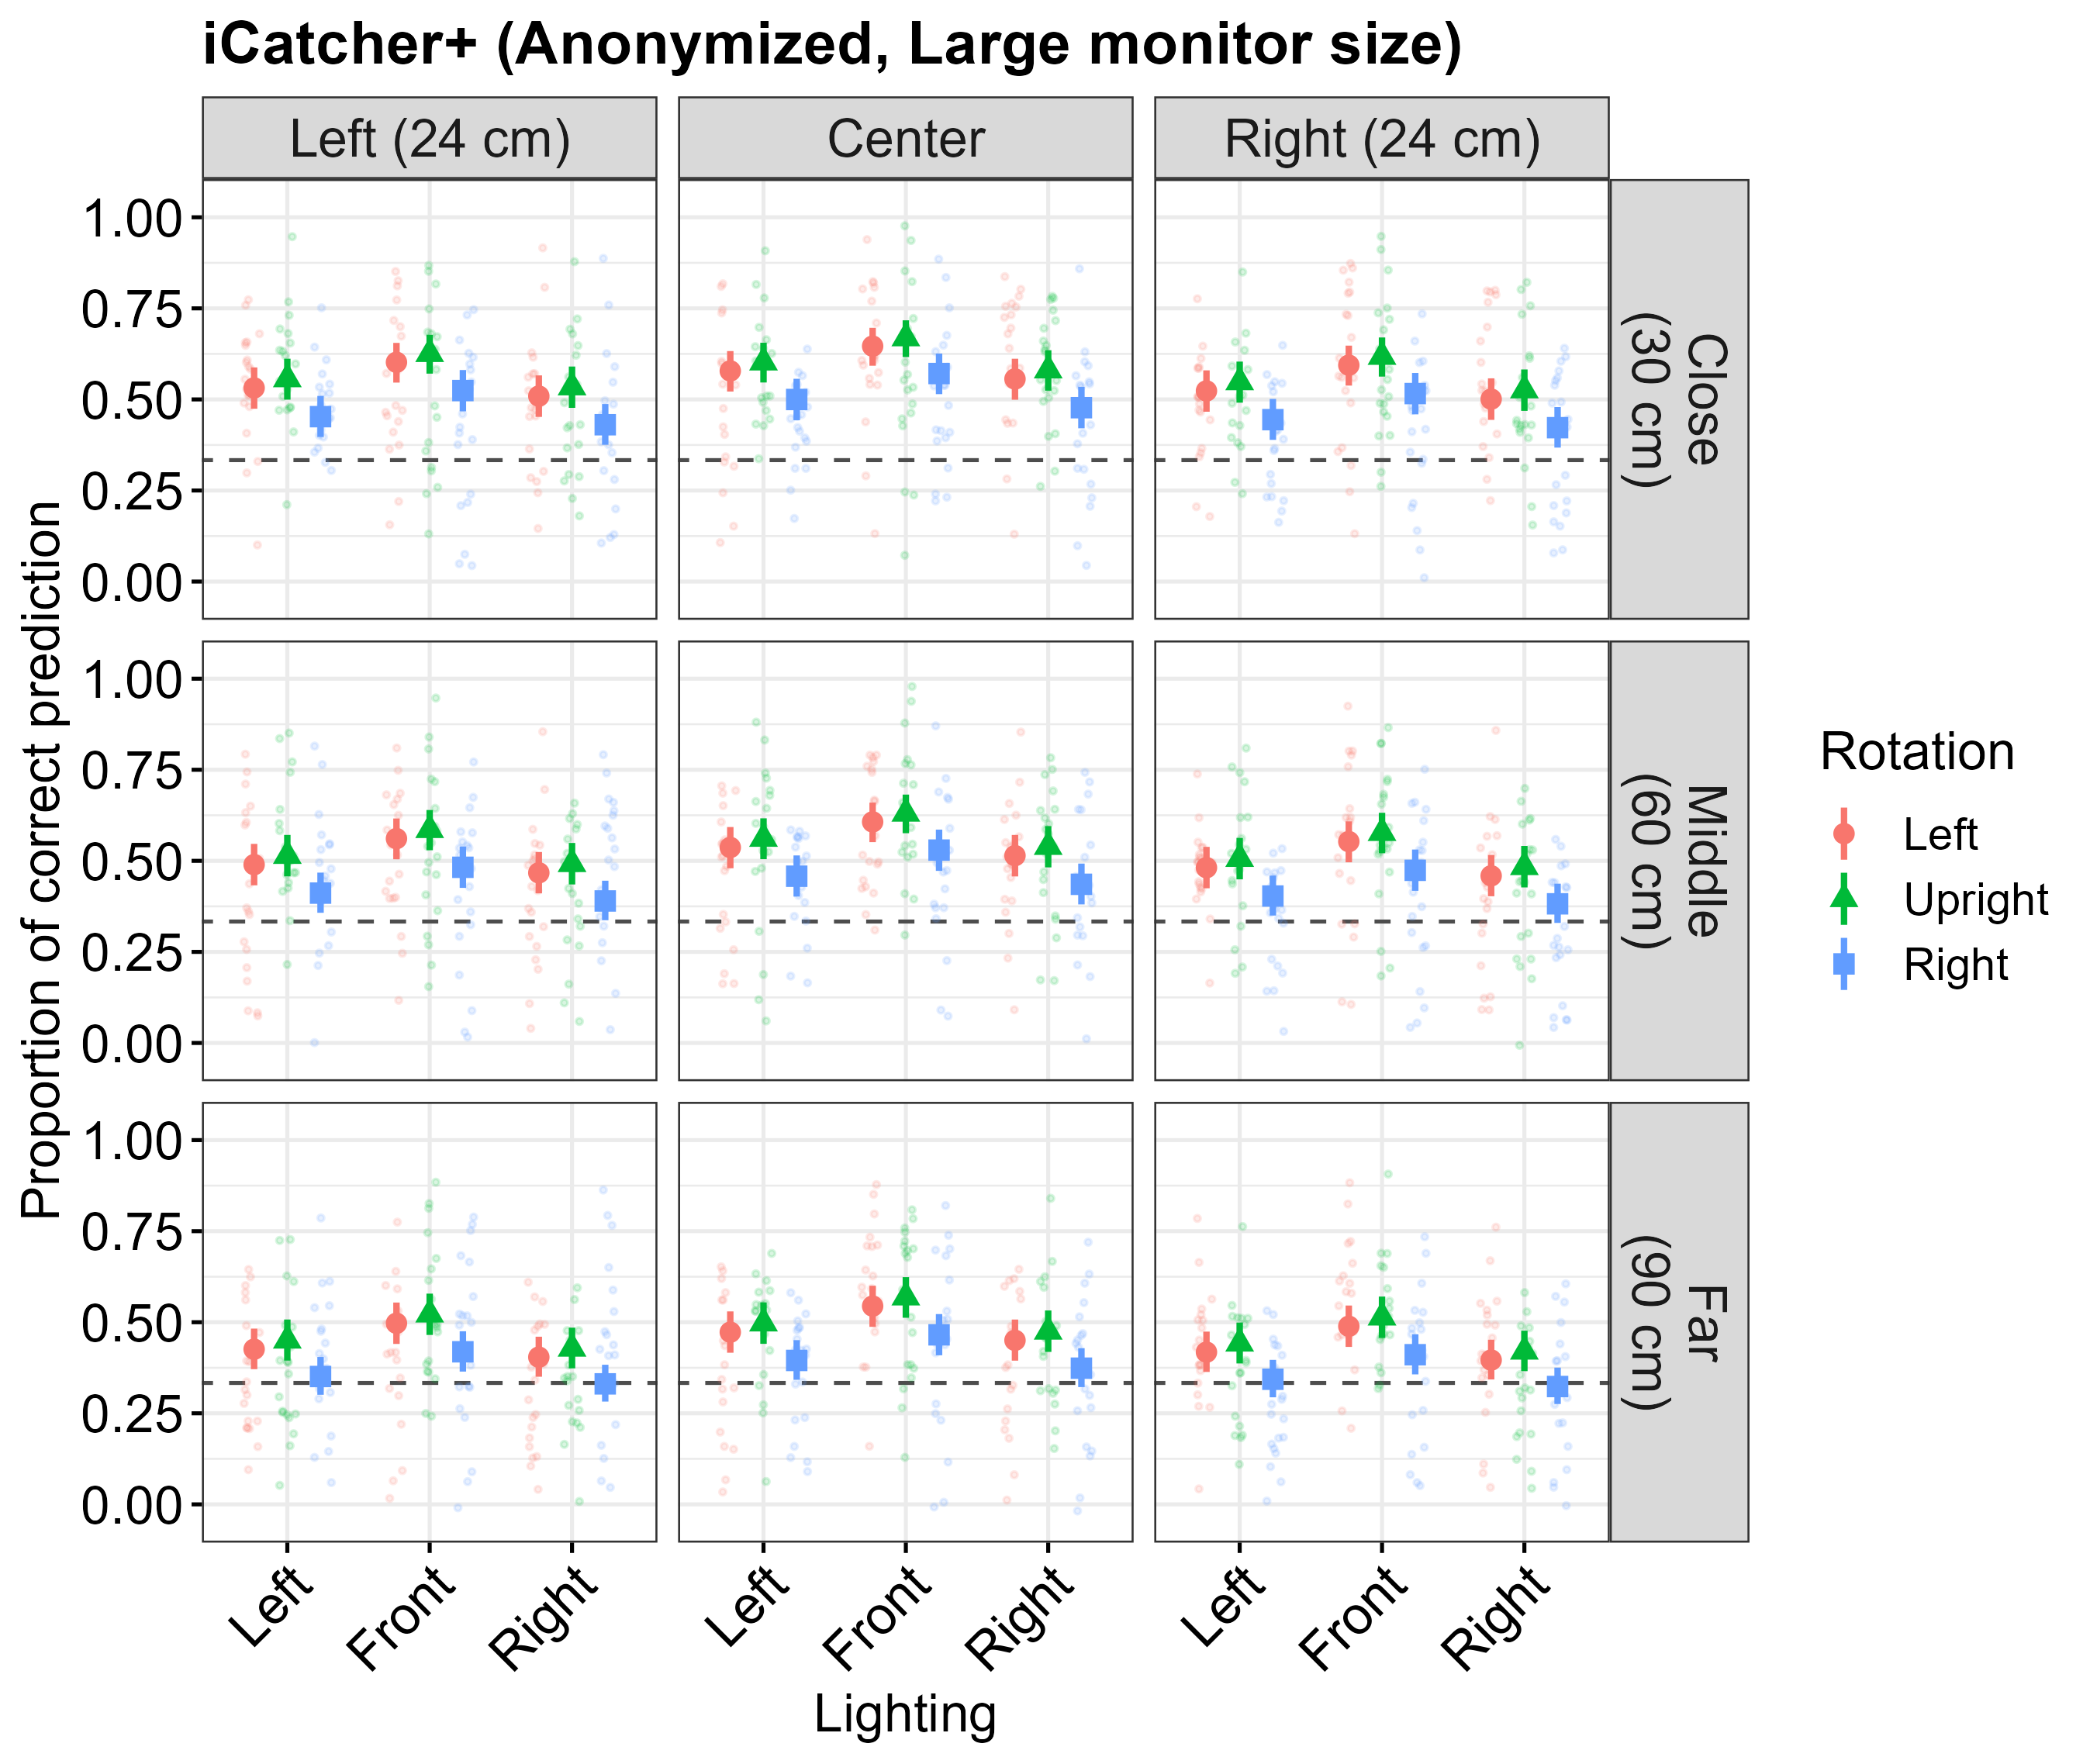 iCatcher+ (Anonymized, Large monitor size)
Left (24 cm)
Center
Right (24 cm)
Proportion of correct prediction
1.00
0.75
0.50
0.25
0.00
Close
(30 cm)
1.00
0.75
0.50
0.25
0.00
Middle
(60 cm)
1.00
0.75
0.50
0.25
0.00
Far
(90 cm)
Left
Front
Right
Left
Front
Right
Left
Front
Right
Lighting
Rotation
Left
Upright
Right